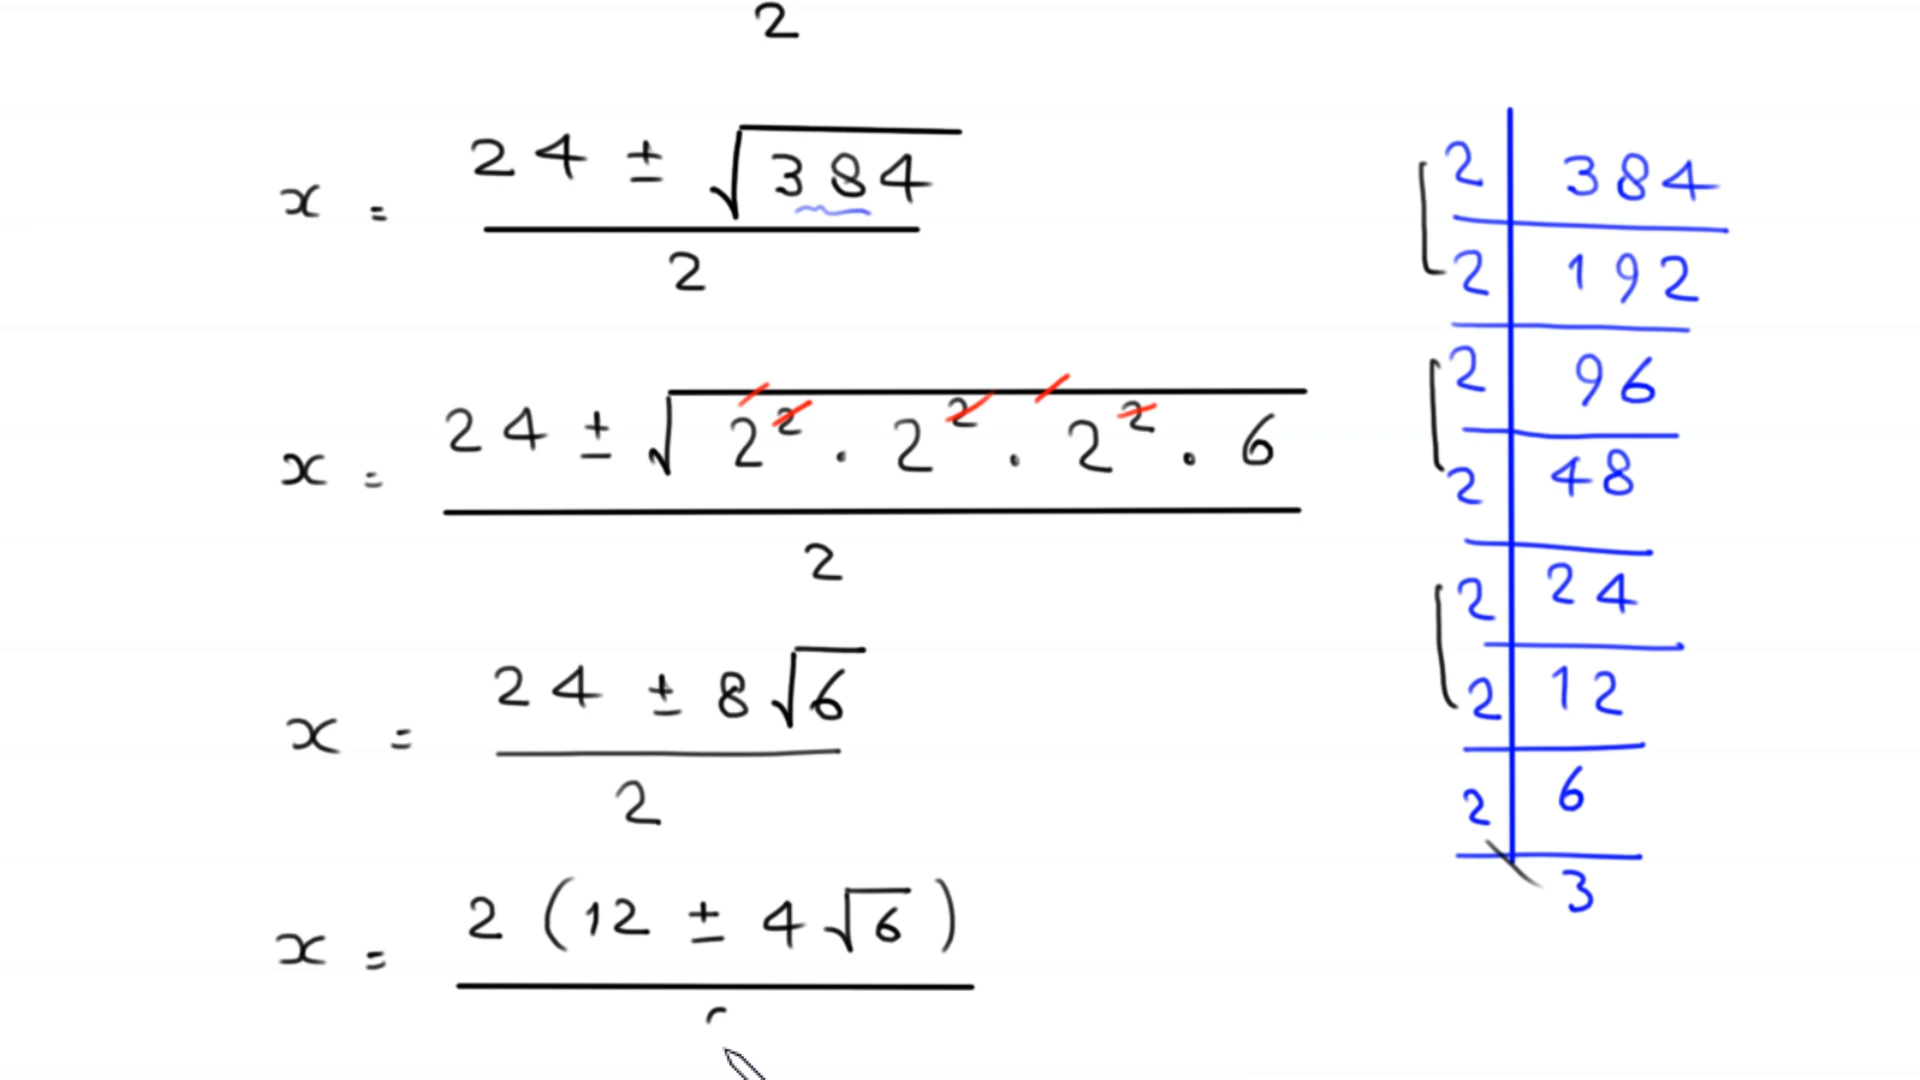 2
x = (24 ± √384) / 2
x = (24 ± √(2² · 2² · 2² · 6)) / 2
x = (24 ± 8√6) / 2
x = 2 (12 ± 4√6)
2 | 384
2 | 192
2 | 96
2 | 48
2 | 24
2 | 12
2 | 6
3